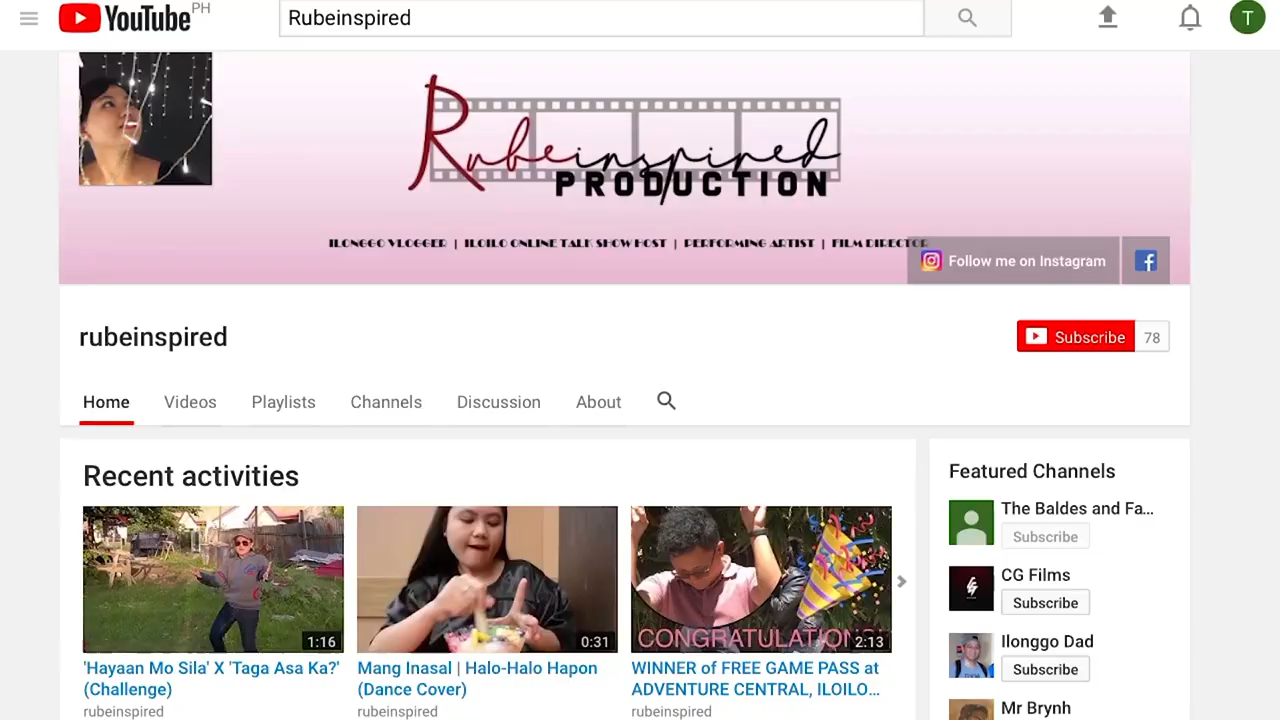 YouTube PH
Rubeinspired
T
Rubeinspired
PRODUCTION
ILONGGO VLOGGER | ILOILO ONLINE TALK SHOW HOST | PERFORMING ARTIST | FILM DIRECTOR
Follow me on Instagram
rubeinspired
Subscribe 78
Home Videos Playlists Channels Discussion About
Recent activities
1:16
'Hayaan Mo Sila' X 'Taga Asa Ka?'
(Challenge)
rubeinspired
0:31
Mang Inasal | Halo-Halo Hapon
(Dance Cover)
rubeinspired
CONGRATULATIONS
2:13
WINNER of FREE GAME PASS at
ADVENTURE CENTRAL, ILOILO...
rubeinspired
Featured Channels
The Baldes and Fa...
Subscribe
CG Films
Subscribe
Ilonggo Dad
Subscribe
Mr Brynh